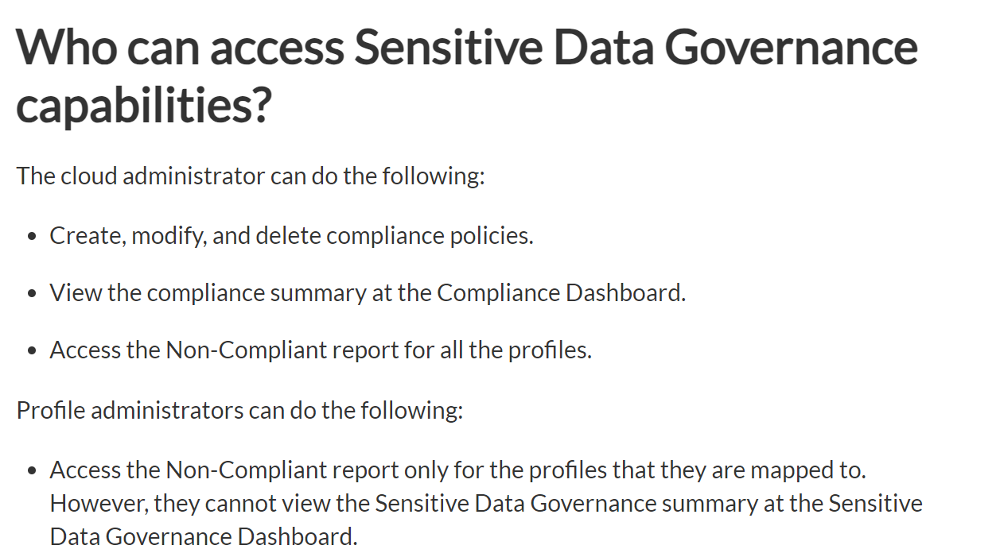 Who can access Sensitive Data Governance
capabilities?
The cloud administrator can do the following:
• Create, modify, and delete compliance policies.
• View the compliance summary at the Compliance Dashboard.
• Access the Non-Compliant report for all the profiles.
Profile administrators can do the following:
• Access the Non-Compliant report only for the profiles that they are mapped to.
However, they cannot view the Sensitive Data Governance summary at the Sensitive
Data Governance Dashboard.